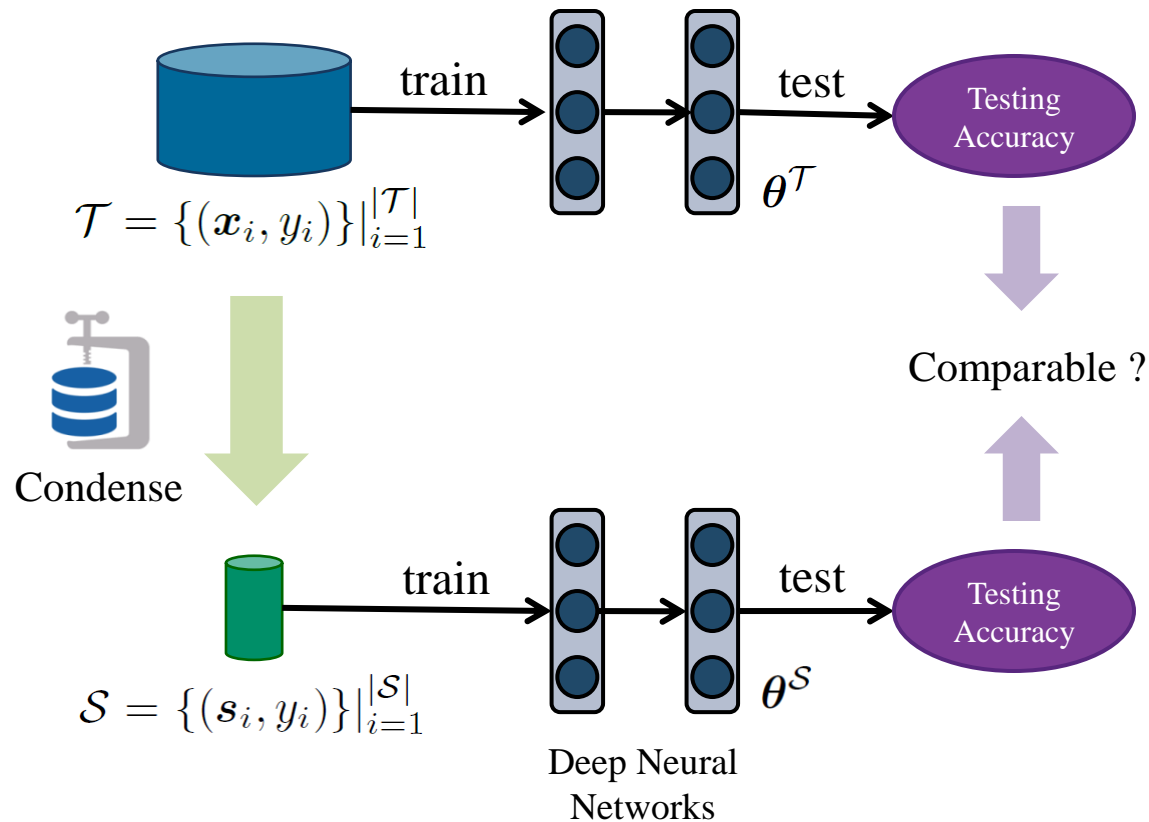 train
test
Testing
Accuracy
𝒯 = {(𝒙ᵢ, yᵢ)}|ᵢ₌₁^|𝒯|
𝜽^𝒯
Condense
Comparable ?
train
test
Testing
Accuracy
𝒮 = {(𝒔ᵢ, yᵢ)}|ᵢ₌₁^|𝒮|
𝜽^𝒮
Deep Neural
Networks